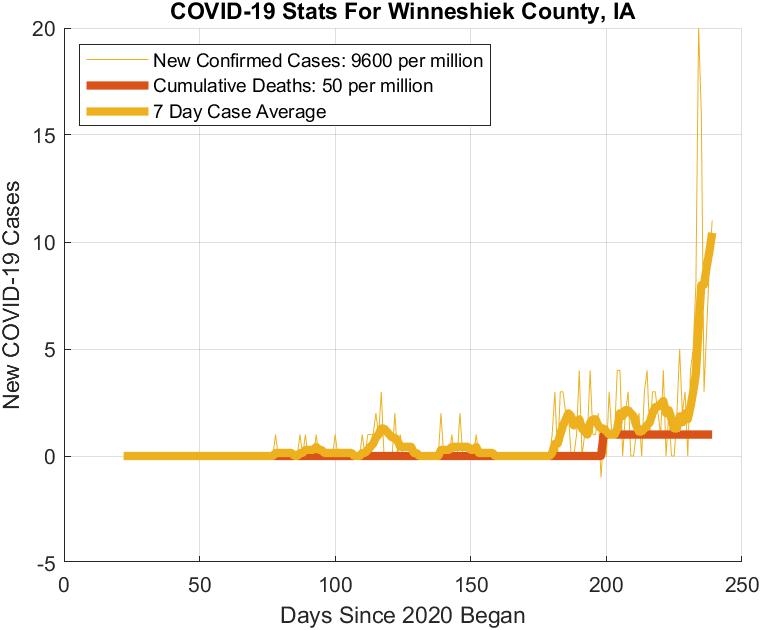 COVID-19 Stats For Winneshiek County, IA
New Confirmed Cases: 9600 per million
Cumulative Deaths: 50 per million
7 Day Case Average
New COVID-19 Cases
20
15
10
5
0
-5
0 50 100 150 200 250
Days Since 2020 Began